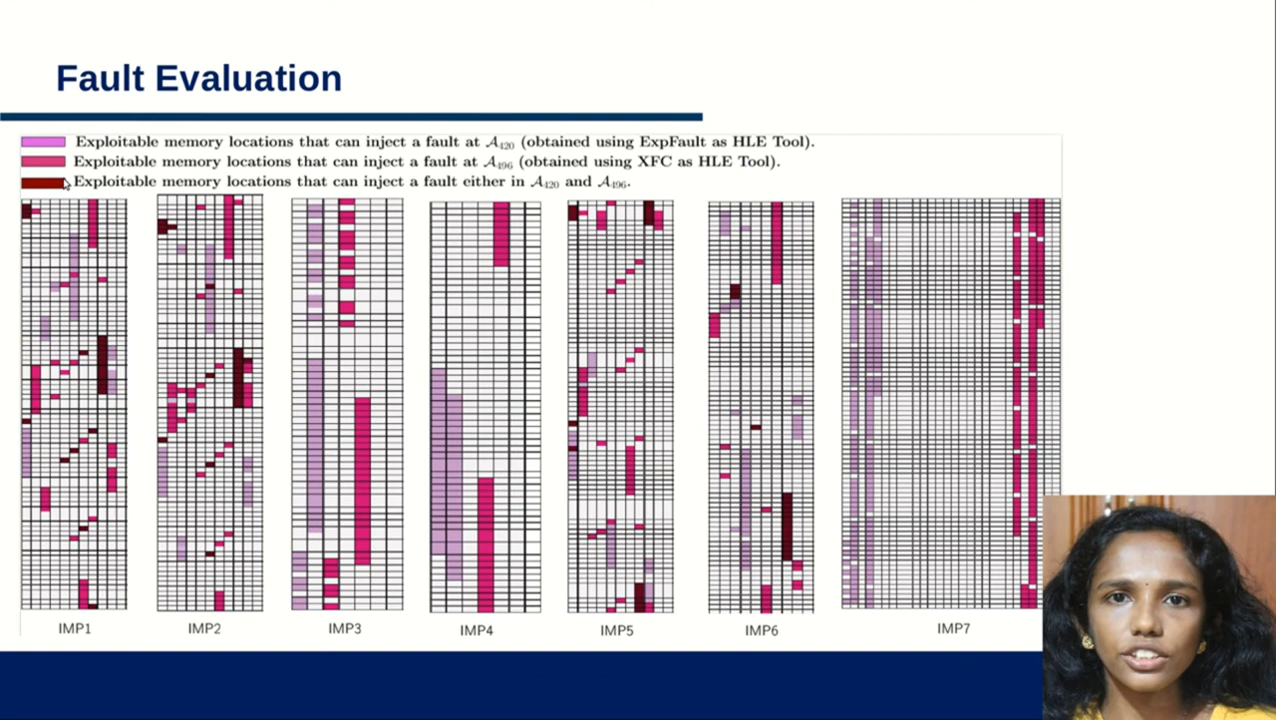 Fault Evaluation
Exploitable memory locations that can inject a fault at 𝒜₄₂₀ (obtained using ExpFault as HLE Tool).
Exploitable memory locations that can inject a fault at 𝒜₄₉₆ (obtained using XFC as HLE Tool).
Exploitable memory locations that can inject a fault either in 𝒜₄₂₀ and 𝒜₄₉₆.
IMP1 IMP2 IMP3 IMP4 IMP5 IMP6 IMP7